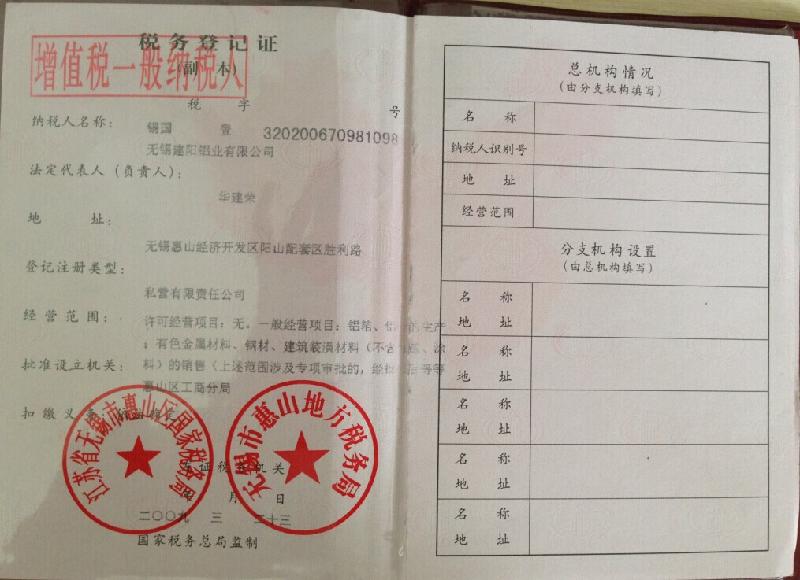 税务登记证
(副 本)
增值税一般纳税人
税 字 号
锡国 壹 320200670981098
纳税人名称:
无锡建阳铝业有限公司
法定代表人(负责人):
华建荣
地 址:
无锡惠山经济开发区阳山配套区胜利路
登记注册类型:
私营有限责任公司
经营范围:
许可经营项目:无。一般经营项目:铝箔、
生产
;有色金属材料、钢材、建筑装潢材料(不含
、涂
料)的销售(上述范围涉及专项审批的,经批
等
批准设立机关:
惠山区工商分局
扣缴义务
江苏省无锡市惠山区国家税务局
无锡市惠山地方税务局
发证税务机关
月 日
二〇〇九 三 二十三
国家税务总局监制
总机构情况
(由分支机构填写)
名 称
纳税人识别号
地 址
经营范围
分支机构设置
(由总机构填写)
名 称
地 址
名 称
地 址
名 称
地 址
名 称
地 址
名 称
地 址